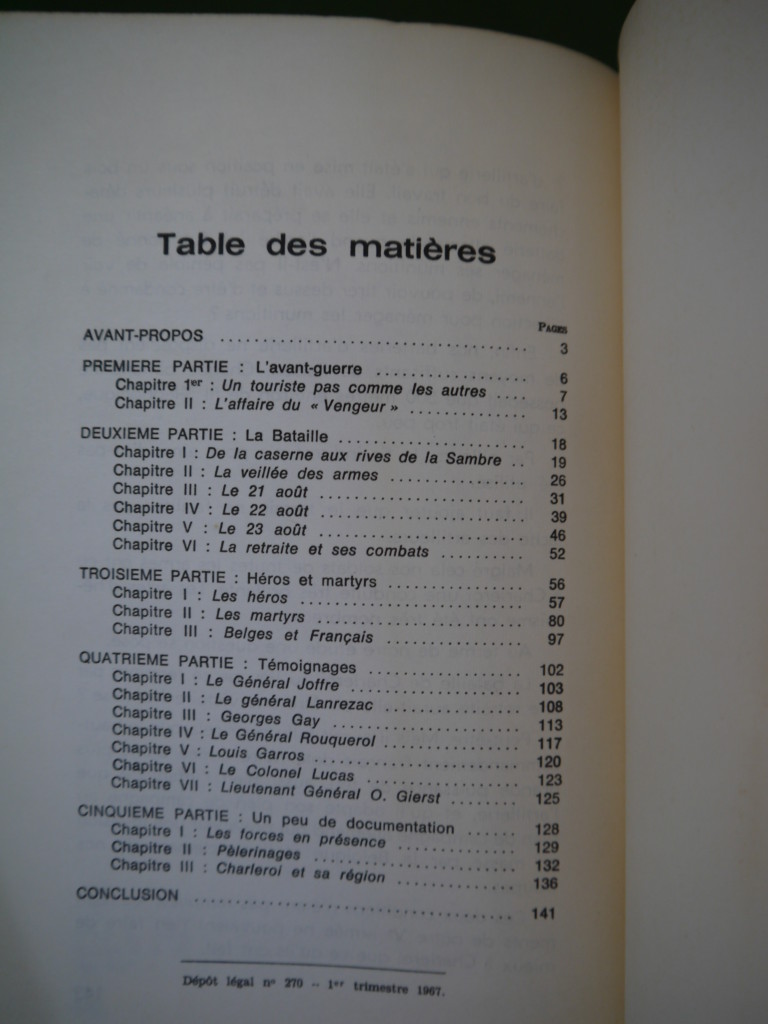 Table des matières
PAGES
AVANT-PROPOS .................................... 3
PREMIERE PARTIE : L'avant-guerre .................. 6
Chapitre 1er : Un touriste pas comme les autres .... 7
Chapitre II : L'affaire du « Vengeur » ............. 13
DEUXIEME PARTIE : La Bataille ...................... 18
Chapitre I : De la caserne aux rives de la Sambre .. 19
Chapitre II : La veillée des armes ................ 26
Chapitre III : Le 21 août ......................... 31
Chapitre IV : Le 22 août ......................... 39
Chapitre V : Le 23 août ......................... 46
Chapitre VI : La retraite et ses combats .......... 52
TROISIEME PARTIE : Héros et martyrs ................ 56
Chapitre I : Les héros ........................... 57
Chapitre II : Les martyrs ......................... 80
Chapitre III : Belges et Français ................ 97
QUATRIEME PARTIE : Témoignages .................. 102
Chapitre I : Le Général Joffre .................... 103
Chapitre II : Le général Lanrezac ................ 108
Chapitre III : Georges Gay ....................... 113
Chapitre IV : Le Général Rouquerol ................ 117
Chapitre V : Louis Garros ......................... 120
Chapitre VI : Le Colonel Lucas .................... 123
Chapitre VII : Lieutenant Général O. Gierst ........ 125
CINQUIEME PARTIE : Un peu de documentation ...... 128
Chapitre I : Les forces en présence .............. 129
Chapitre II : Pèlerinages ........................ 132
Chapitre III : Charleroi et sa région .............. 136
CONCLUSION ...................................... 141
Dépôt légal n° 270 -- 1er trimestre 1967.